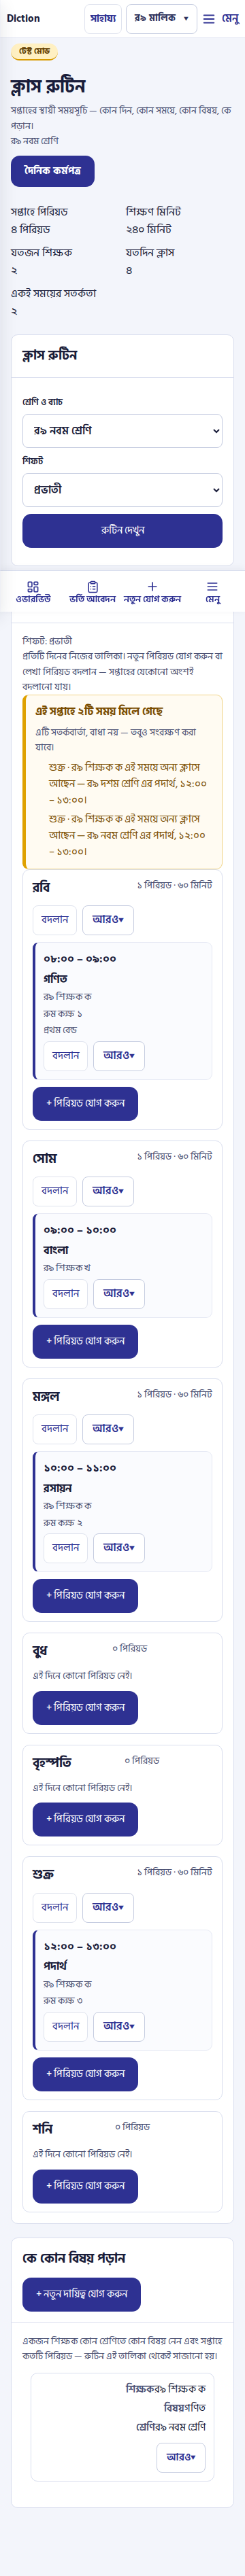 Diction
সাহায্য
র৯ মালিক ▾
মেনু
টেস্ট মোড
ক্লাস রুটিন
সপ্তাহের স্থায়ী সময়সূচি — কোন দিন, কোন সময়ে, কোন বিষয়, কে
পড়ান।
র৯ নবম শ্রেণি
দৈনিক কর্মপত্র
সপ্তাহে পিরিয়ড
৪ পিরিয়ড
শিক্ষণ মিনিট
২৪০ মিনিট
যতজন শিক্ষক
২
যতদিন ক্লাস
৪
একই সময়ের সতর্কতা
২
ক্লাস রুটিন
শ্রেণি ও ব্যাচ
র৯ নবম শ্রেণি
শিফট
প্রভাতী
রুটিন দেখুন
ওভারভিউ
ভর্তি আবেদন
নতুন যোগ করুন
মেনু
শিফট: প্রভাতী
প্রতিটি দিনের নিজের তালিকা। নতুন পিরিয়ড যোগ করুন বা
লেখা পিরিয়ড বদলান — সপ্তাহের যেকোনো অংশই
বদলানো যায়।
এই সপ্তাহে ২টি সময় মিলে গেছে
এটি সতর্কবার্তা, বাধা নয় — তবুও সংরক্ষণ করা
যাবে।
শুক্র · র৯ শিক্ষক ক এই সময়ে অন্য ক্লাসে
আছেন — র৯ দশম শ্রেণি এর পদার্থ, ১২:০০
– ১৩:০০।
শুক্র · র৯ শিক্ষক ক এই সময়ে অন্য ক্লাসে
আছেন — র৯ নবম শ্রেণি এর পদার্থ, ১২:০০
– ১৩:০০।
রবি
১ পিরিয়ড · ৬০ মিনিট
বদলান
আরও▾
০৮:০০ – ০৯:০০
গণিত
র৯ শিক্ষক ক
রুম কক্ষ ১
প্রথম বেন্ড
বদলান
আরও▾
+ পিরিয়ড যোগ করুন
সোম
১ পিরিয়ড · ৬০ মিনিট
বদলান
আরও▾
০৯:০০ – ১০:০০
বাংলা
র৯ শিক্ষক খ
বদলান
আরও▾
+ পিরিয়ড যোগ করুন
মঙ্গল
১ পিরিয়ড · ৬০ মিনিট
বদলান
আরও▾
১০:০০ – ১১:০০
রসায়ন
র৯ শিক্ষক ক
রুম কক্ষ ২
বদলান
আরও▾
+ পিরিয়ড যোগ করুন
বুধ
০ পিরিয়ড
এই দিনে কোনো পিরিয়ড নেই।
+ পিরিয়ড যোগ করুন
বৃহস্পতি
০ পিরিয়ড
এই দিনে কোনো পিরিয়ড নেই।
+ পিরিয়ড যোগ করুন
শুক্র
১ পিরিয়ড · ৬০ মিনিট
বদলান
আরও▾
১২:০০ – ১৩:০০
পদার্থ
র৯ শিক্ষক ক
রুম কক্ষ ৩
বদলান
আরও▾
+ পিরিয়ড যোগ করুন
শনি
০ পিরিয়ড
এই দিনে কোনো পিরিয়ড নেই।
+ পিরিয়ড যোগ করুন
কে কোন বিষয় পড়ান
+ নতুন দায়িত্ব যোগ করুন
একজন শিক্ষক কোন শ্রেণিতে কোন বিষয় নেন এবং সপ্তাহে
কতটি পিরিয়ড — রুটিন এই তালিকা থেকেই সাজানো হয়।
শিক্ষকর৯ শিক্ষক ক
বিষয়গণিত
শ্রেণির৯ নবম শ্রেণি
আরও▾